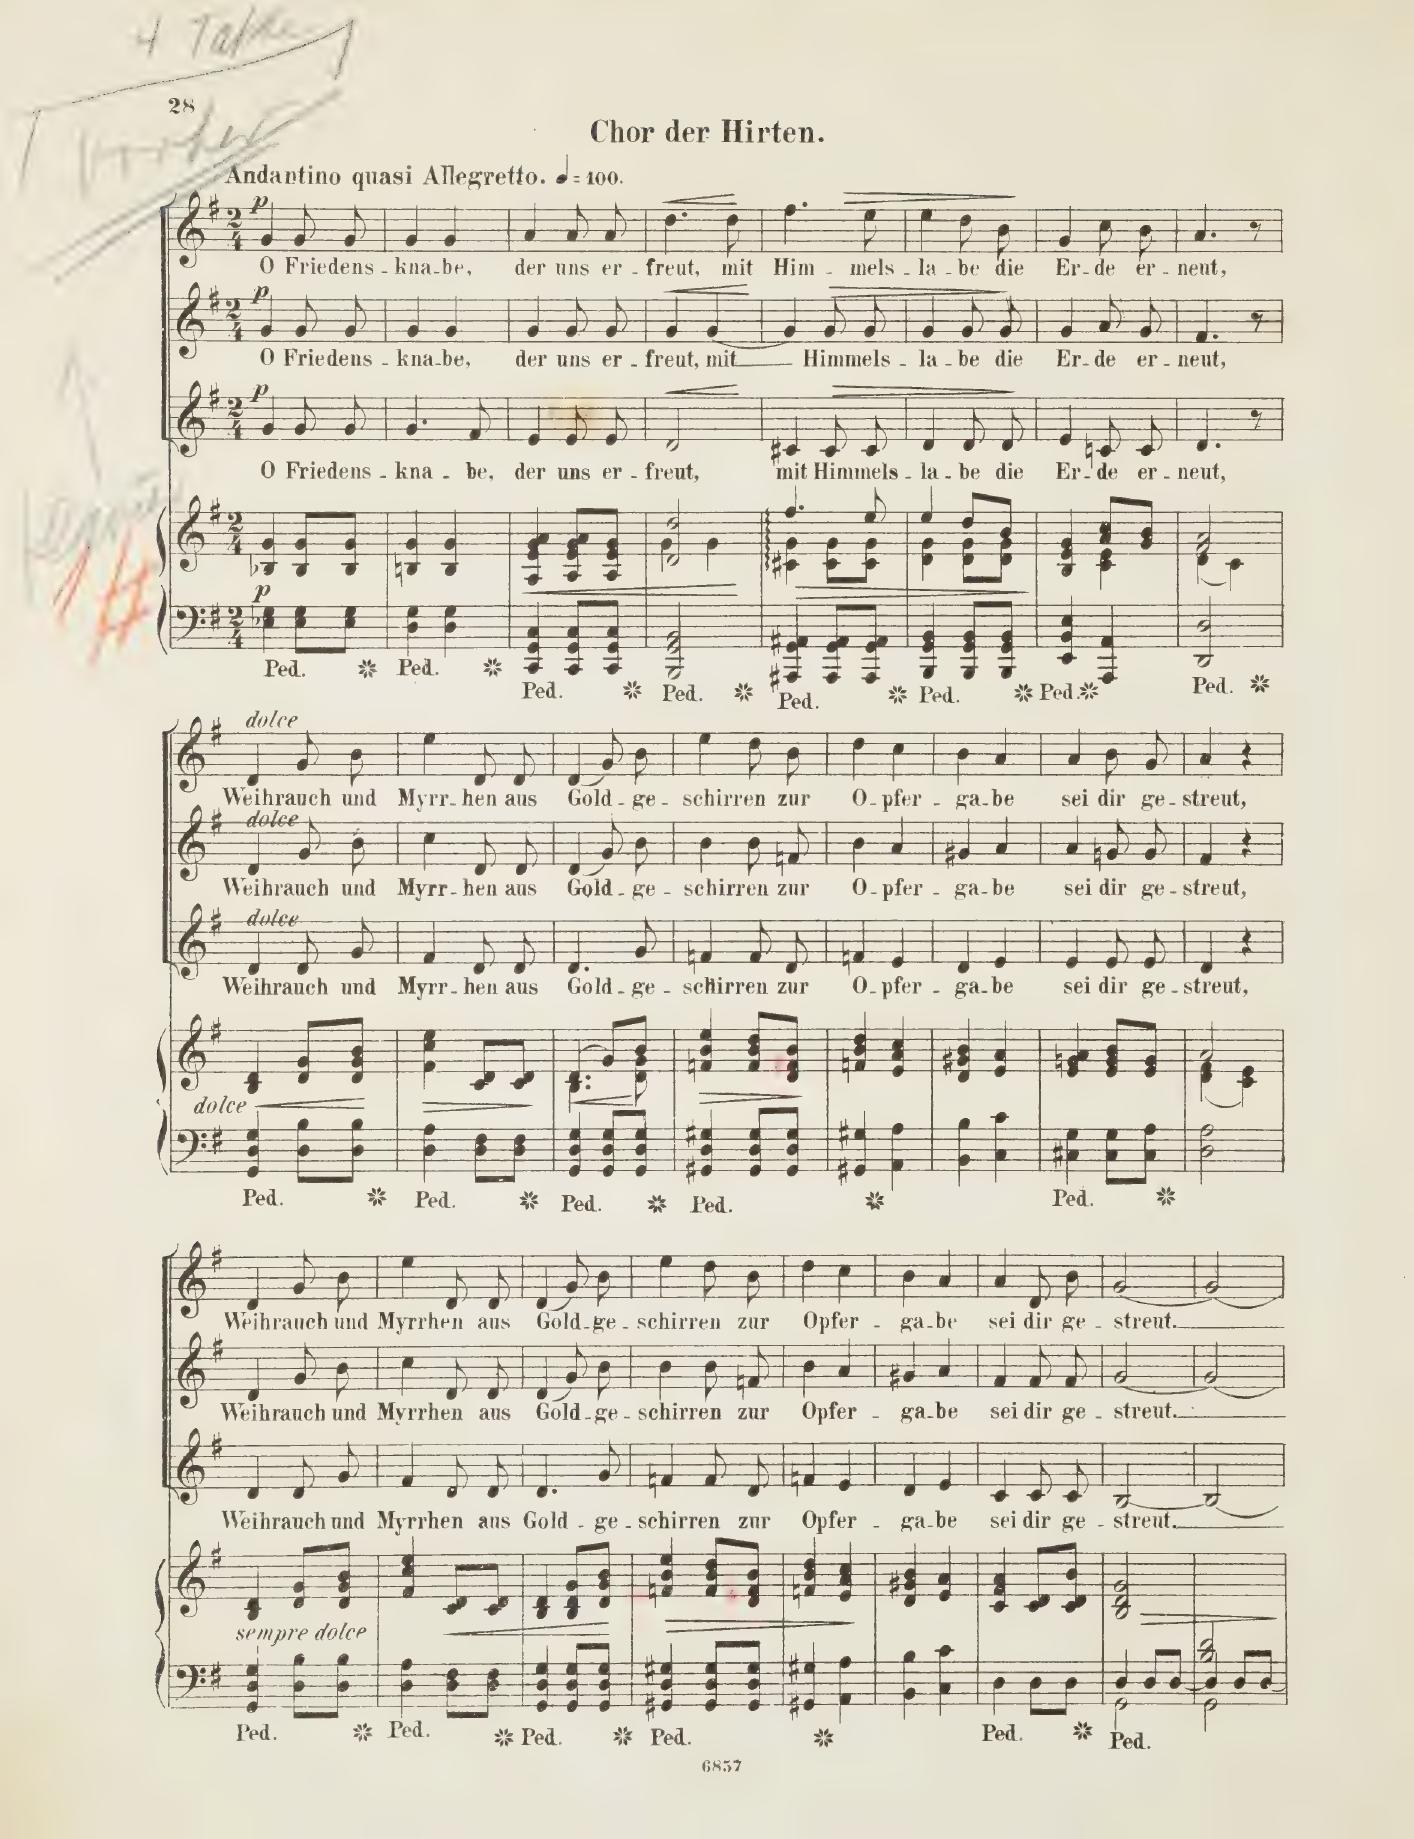 4 Takte
vorher
28
Chor der Hirten.
Andantino quasi Allegretto. ♩ = 100.
p
O Friedens - kna - be, der uns er - freut, mit Him - mels - la - be die Er - de er - neut,
p
O Friedens - kna - be, der uns er - freut, mit Himmels - la - be die Er - de er - neut,
p
O Friedens - kna - be, der uns er - freut, mit Himmels - la - be die Er - de er - neut,
p
Ped. Ped. Ped. Ped. Ped. Ped. Ped. Ped.
dolce
Weihrauch und Myrr - hen aus Gold - ge - schirren zur O - pfer - ga - be sei dir ge - streut,
dolce
Weihrauch und Myrr - hen aus Gold - ge - schirren zur O - pfer - ga - be sei dir ge - streut,
dolce
Weihrauch und Myrr - hen aus Gold - ge - schirren zur O - pfer - ga - be sei dir ge - streut,
dolce
Ped. Ped. Ped. Ped. Ped.
Weihrauch und Myrrhen aus Gold - ge - schirren zur Opfer - ga - be sei dir ge - streut.
Weihrauch und Myrrhen aus Gold - ge - schirren zur Opfer - ga - be sei dir ge - streut.
Weihrauch und Myrrhen aus Gold - ge - schirren zur Opfer - ga - be sei dir ge - streut.
sempre dolce
Ped. Ped. Ped. Ped. Ped. Ped.
6857